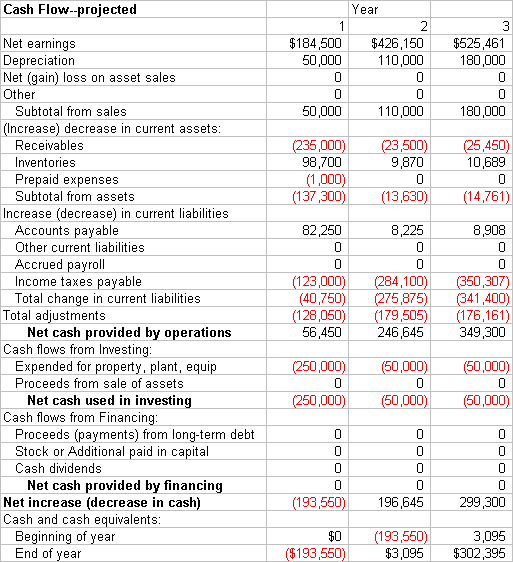 Cash Flow--projected Year
1 2 3
Net earnings $184,500 $426,150 $525,461
Depreciation 50,000 110,000 180,000
Net (gain) loss on asset sales 0 0 0
Other 0 0 0
Subtotal from sales 50,000 110,000 180,000
(Increase) decrease in current assets:
Receivables (235,000) (23,500) (25,450)
Inventories 98,700 9,870 10,689
Prepaid expenses (1,000) 0 0
Subtotal from assets (137,300) (13,630) (14,761)
Increase (decrease) in current liabilities
Accounts payable 82,250 8,225 8,908
Other current liabilities 0 0 0
Accrued payroll 0 0 0
Income taxes payable (123,000) (284,100) (350,307)
Total change in current liabilities (40,750) (275,875) (341,400)
Total adjustments (128,050) (179,505) (176,161)
Net cash provided by operations 56,450 246,645 349,300
Cash flows from Investing:
Expended for property, plant, equip (250,000) (50,000) (50,000)
Proceeds from sale of assets 0 0 0
Net cash used in investing (250,000) (50,000) (50,000)
Cash flows from Financing:
Proceeds (payments) from long-term debt 0 0 0
Stock or Additional paid in capital 0 0 0
Cash dividends 0 0 0
Net cash provided by financing 0 0 0
Net increase (decrease in cash) (193,550) 196,645 299,300
Cash and cash equivalents:
Beginning of year $0 (193,550) 3,095
End of year ($193,550) $3,095 $302,395